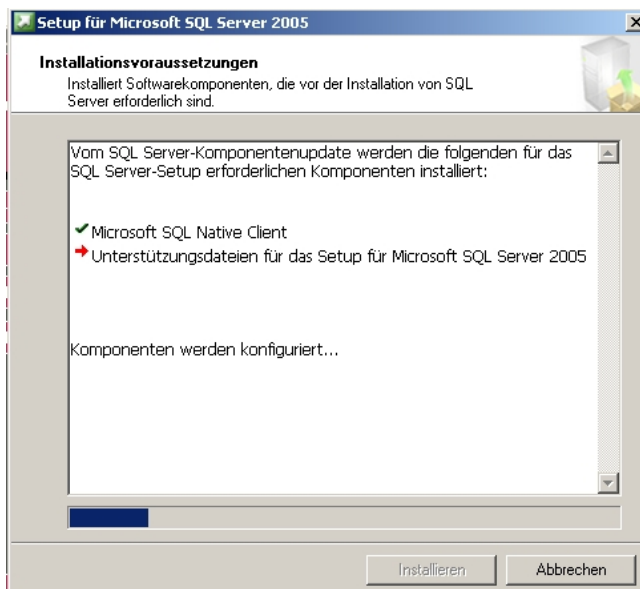 Setup für Microsoft SQL Server 2005
Installationsvoraussetzungen
Installiert Softwarekomponenten, die vor der Installation von SQL
Server erforderlich sind.
Vom SQL Server-Komponentenupdate werden die folgenden für das
SQL Server-Setup erforderlichen Komponenten installiert:
Microsoft SQL Native Client
Unterstützungsdateien für das Setup für Microsoft SQL Server 2005
Komponenten werden konfiguriert...
Installieren
Abbrechen